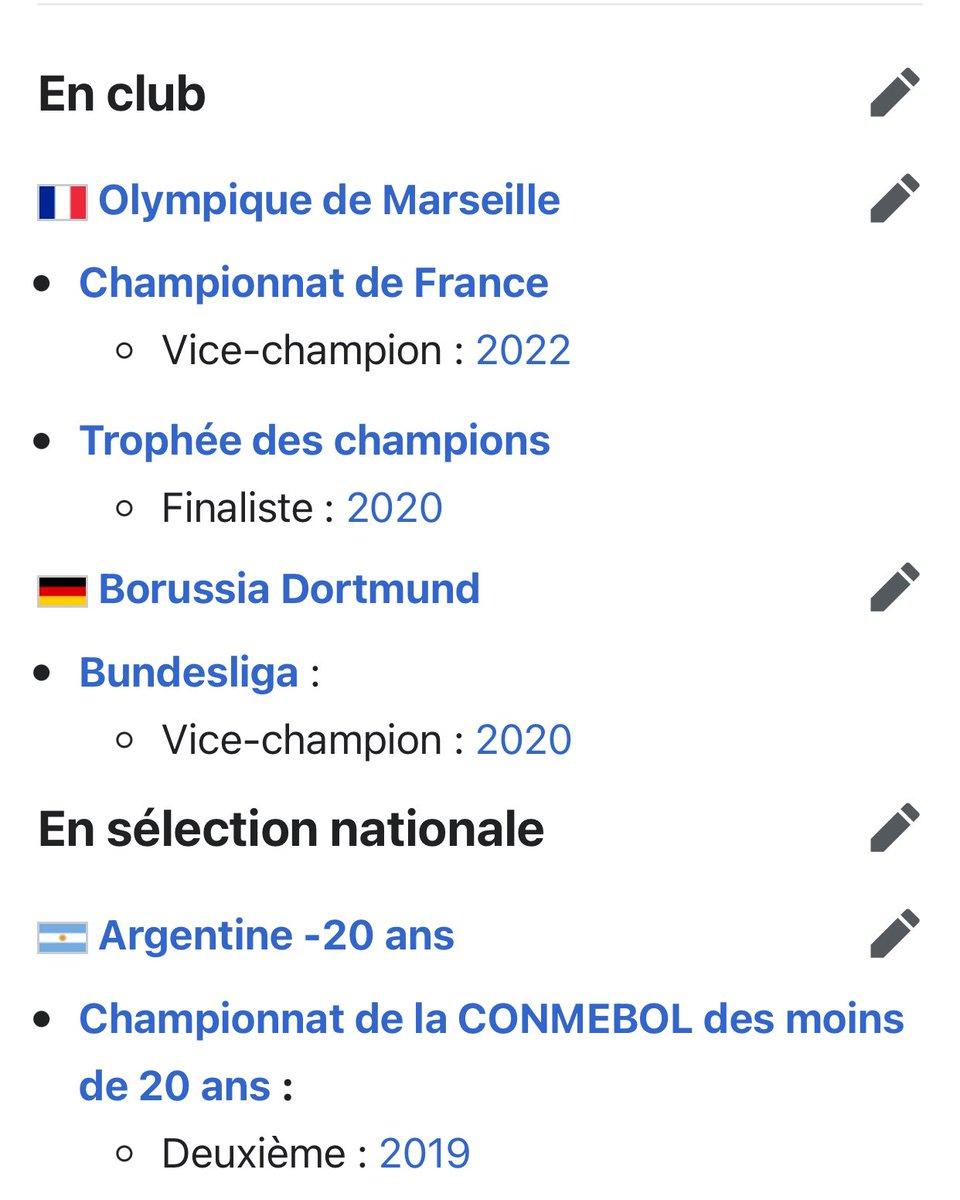 En club
Olympique de Marseille
Championnat de France
Vice-champion : 2022
Trophée des champions
Finaliste : 2020
Borussia Dortmund
Bundesliga :
Vice-champion : 2020
En sélection nationale
Argentine -20 ans
Championnat de la CONMEBOL des moins
de 20 ans :
Deuxième : 2019